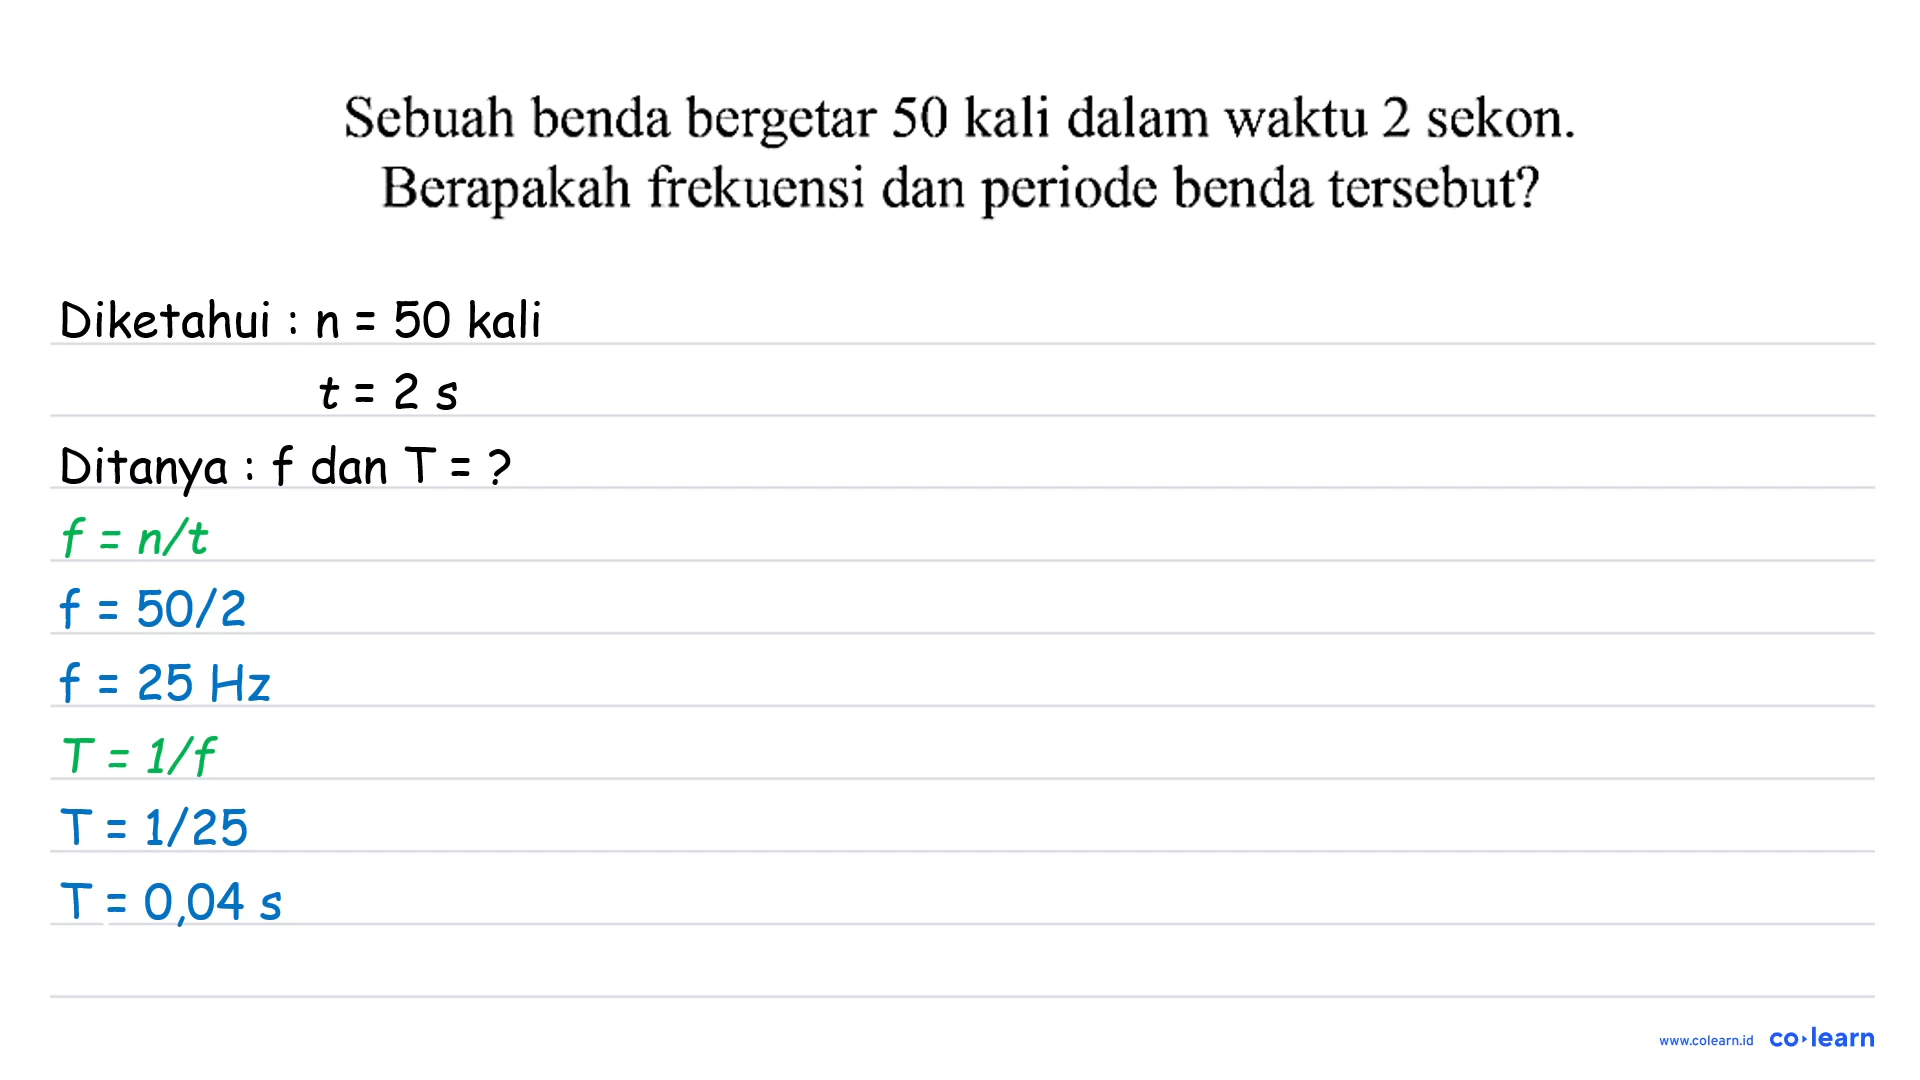 Sebuah benda bergetar 50 kali dalam waktu 2 sekon.
Berapakah frekuensi dan periode benda tersebut?
Diketahui : n = 50 kali
t = 2 s
Ditanya : f dan T = ?
f = n/t
f = 50/2
f = 25 Hz
T = 1/f
T = 1/25
T = 0,04 s
www.colearn.id co learn